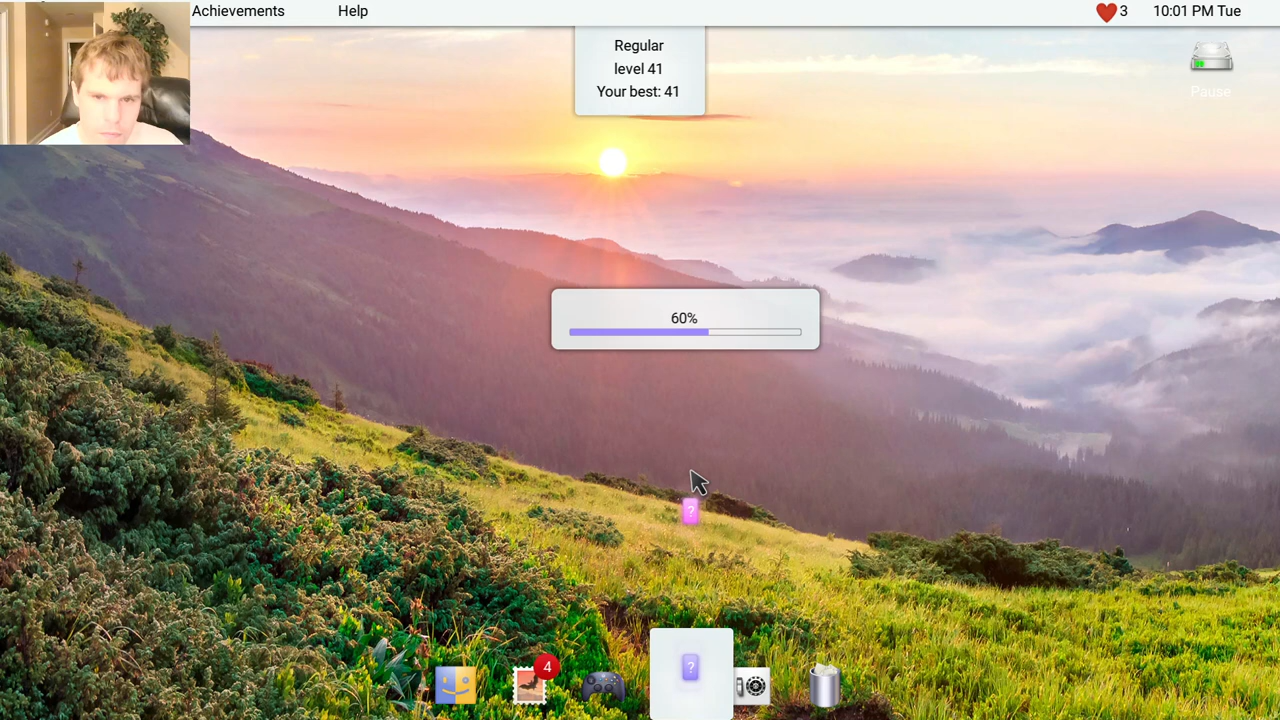 Achievements Help 3 10:01 PM Tue
Regular
level 41
Your best: 41
Pause
60%
?
4
?